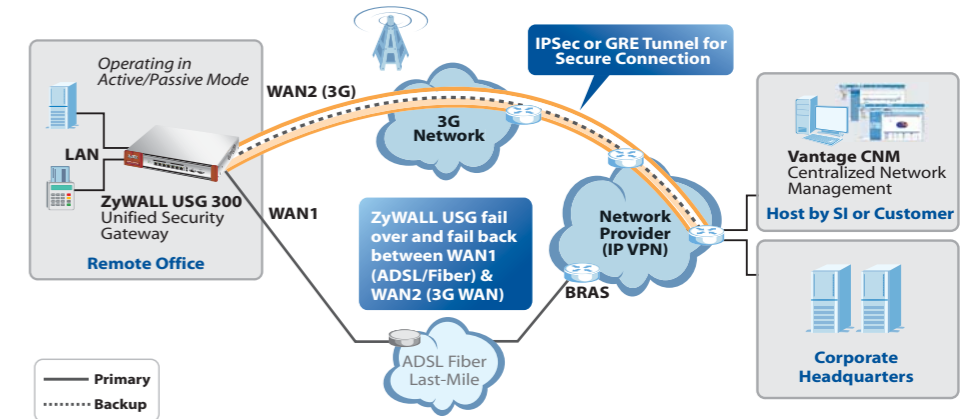 Operating in
Active/Passive Mode
LAN
ZyWALL USG 300
Unified Security
Gateway
Remote Office
WAN2 (3G)
WAN1
3G
Network
IPSec or GRE Tunnel for
Secure Connection
ZyWALL USG fail
over and fail back
between WAN1
(ADSL/Fiber) &
WAN2 (3G WAN)
ADSL Fiber
Last-Mile
BRAS
Network
Provider
(IP VPN)
Vantage CNM
Centralized Network
Management
Host by SI or Customer
Corporate
Headquarters
Primary
Backup